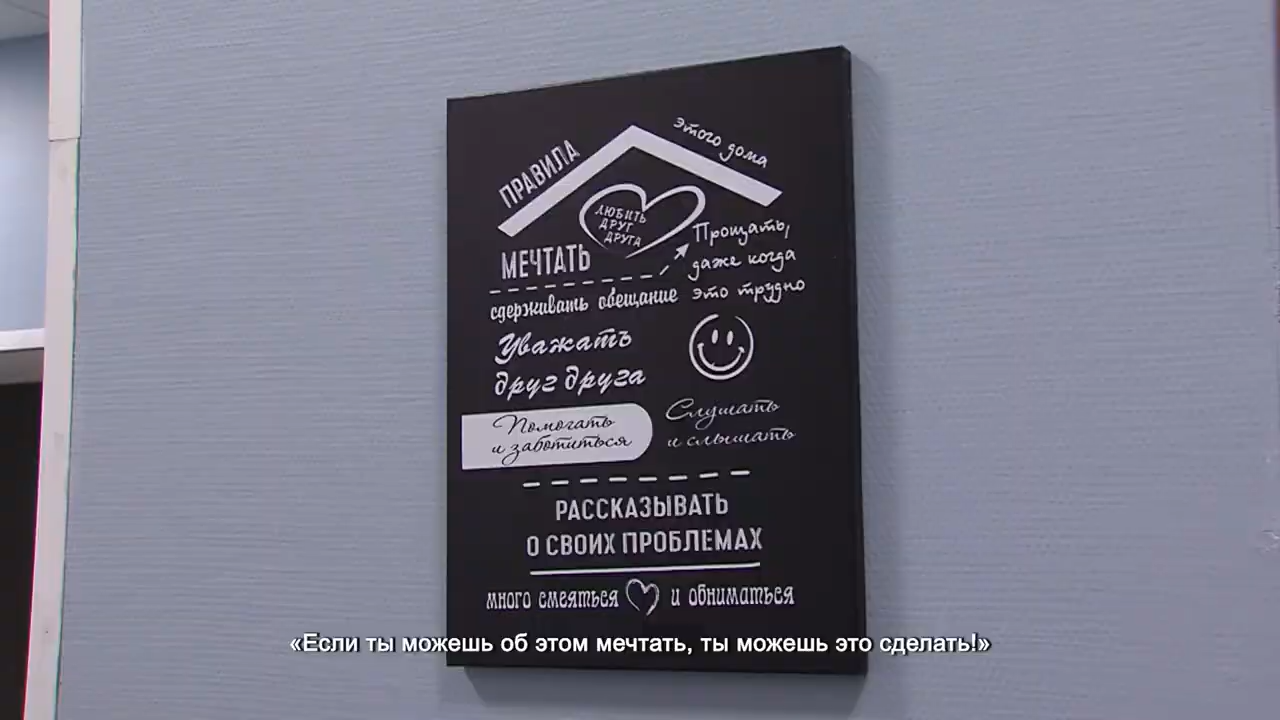 ПРАВИЛА
этого дома
ЛЮБИТЬ
ДРУГ
ДРУГА
МЕЧТАТЬ
Прощать,
даже когда
это трудно
сдерживать обещание
Уважать
друг друга
Помогать
и заботиться
Слушать
и слышать
РАССКАЗЫВАТЬ
О СВОИХ ПРОБЛЕМАХ
много смеяться и обниматься
«Если ты можешь об этом мечтать, ты можешь это сделать!»